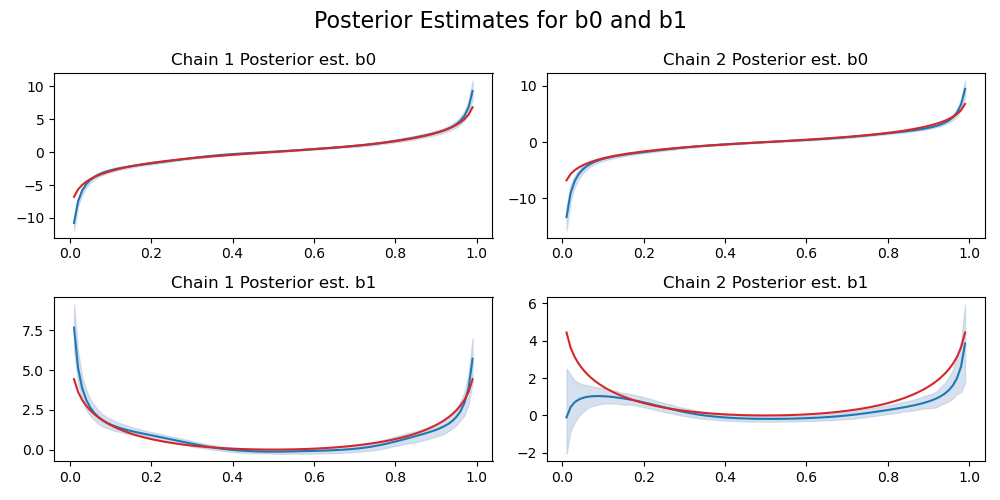 Posterior Estimates for b0 and b1
Chain 1 Posterior est. b0
10
5
0
−5
−10
0.0 0.2 0.4 0.6 0.8 1.0
Chain 2 Posterior est. b0
10
0
−10
0.0 0.2 0.4 0.6 0.8 1.0
Chain 1 Posterior est. b1
7.5
5.0
2.5
0.0
0.0 0.2 0.4 0.6 0.8 1.0
Chain 2 Posterior est. b1
6
4
2
0
−2
0.0 0.2 0.4 0.6 0.8 1.0